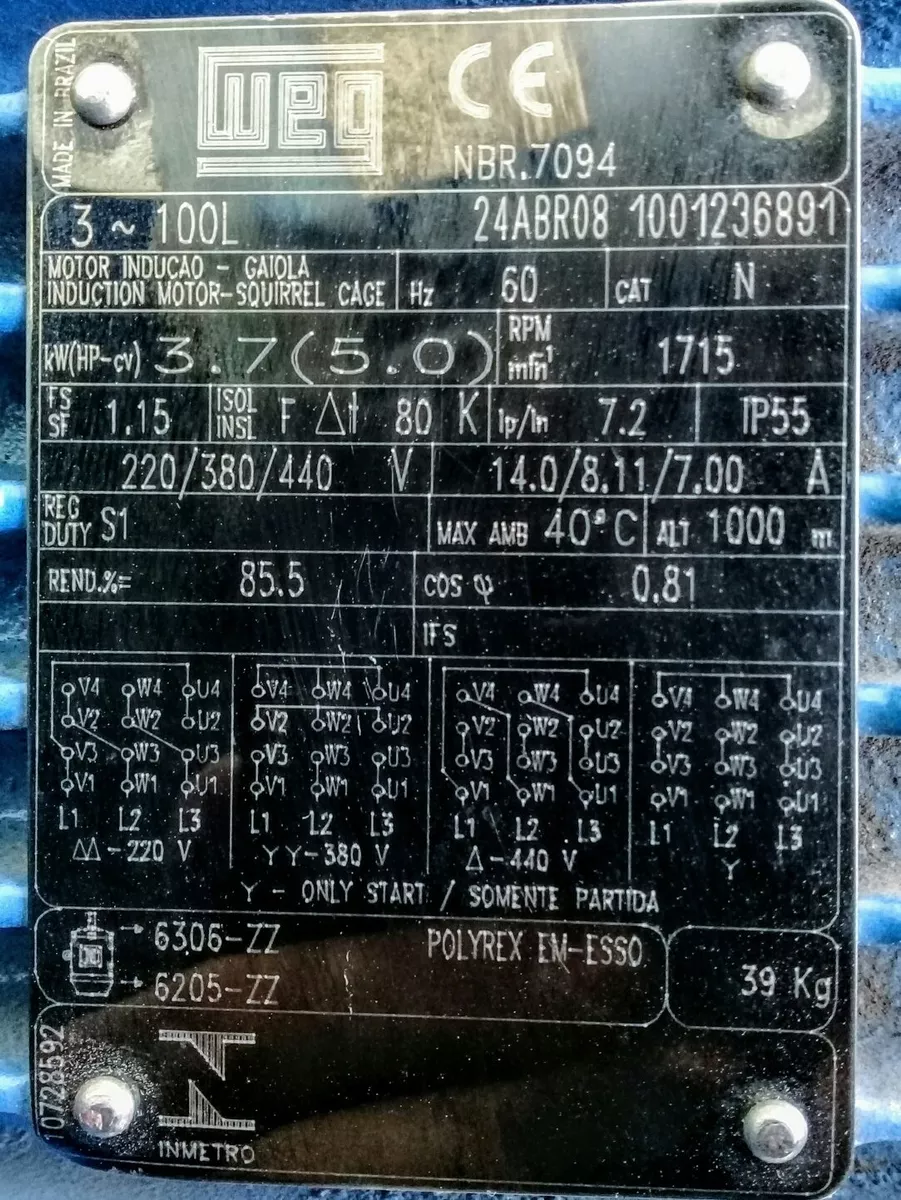 MADE IN BRAZIL
WEG CE
NBR.7094
3 ~ 100L 24ABR08 1001236891
MOTOR INDUCAO - GAIOLA
INDUCTION MOTOR-SQUIRREL CAGE Hz 60 CAT N
kW(HP-cv) 3.7(5.0) RPM min-1 1715
FS SF 1.15 ISOL INSL F Δt 80 K Ip/In 7.2 IP55
220/380/440 V 14.0/8.11/7.00 A
REG DUTY S1 MAX AMB 40°C ALT 1000 m
REND.%= 85.5 COS φ 0.81
IFS
V4 W4 U4 V4 W4 U4 V4 W4 U4 V4 W4 U4
V2 W2 U2 V2 W2 U2 V2 W2 U2 V2 W2 U2
V3 W3 U3 V3 W3 U3 V3 W3 U3 V3 W3 U3
V1 W1 U1 V1 W1 U1 V1 W1 U1 V1 W1 U1
L1 L2 L3 L1 L2 L3 L1 L2 L3 L1 L2 L3
ΔΔ-220 V YY-380 V Δ-440 V Y
Y - ONLY START / SOMENTE PARTIDA
6306-ZZ POLYREX EM-ESSO
6205-ZZ 39 Kg
10728592
INMETRO